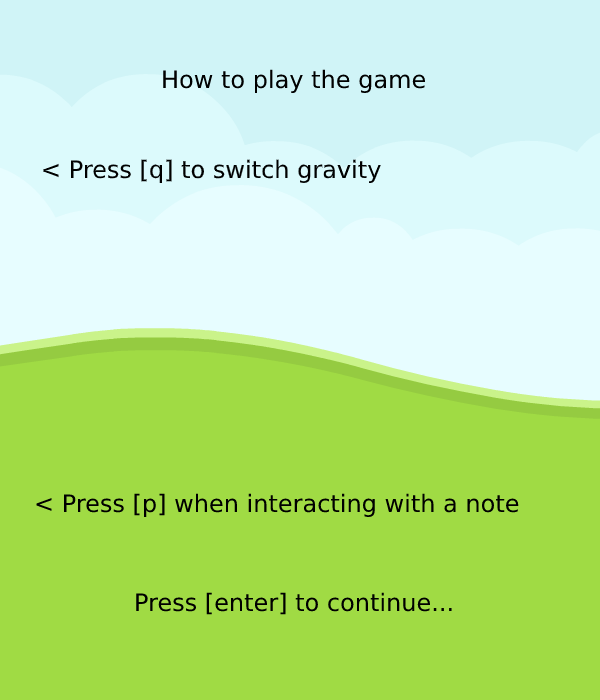 How to play the game
< Press [q] to switch gravity
< Press [p] when interacting with a note
Press [enter] to continue...